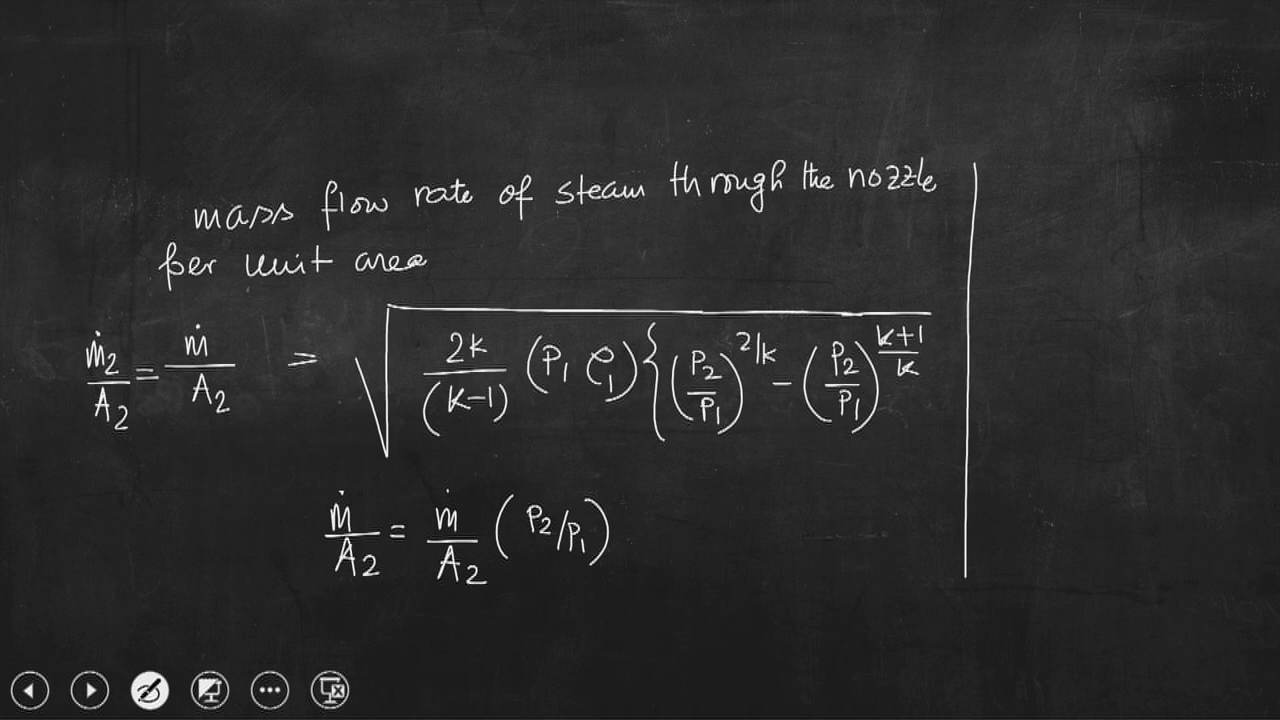 mass flow rate of steam through the nozzle
per unit area
ṁ₂/A₂ = ṁ/A₂ = √( 2k/(k-1) (P₁ ρ₁) { (P₂/P₁)^(2/k) - (P₂/P₁)^((k+1)/k)
ṁ/A₂ = ṁ/A₂ (P₂/P₁)